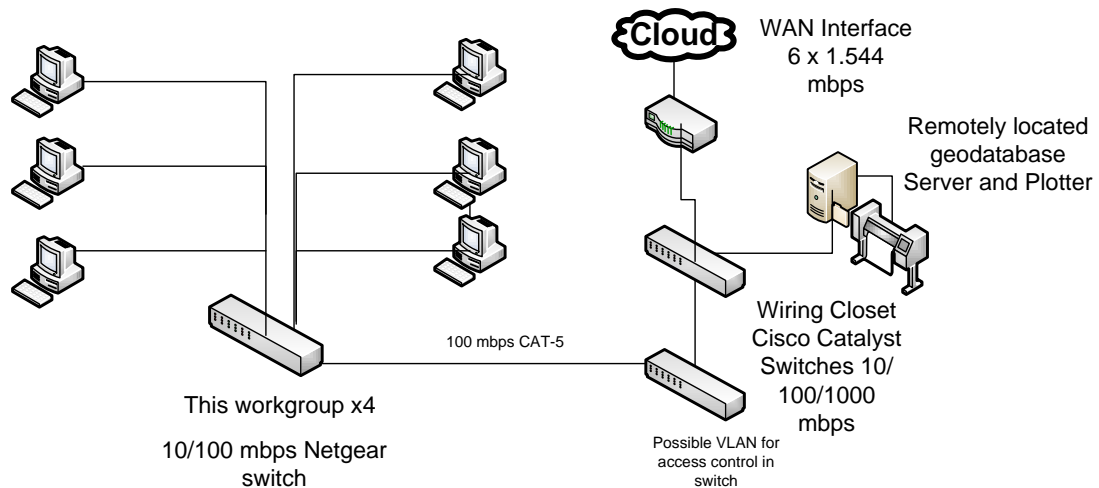 Cloud
WAN Interface
6 x 1.544
mbps
Remotely located
geodatabase
Server and Plotter
100 mbps CAT-5
Wiring Closet
Cisco Catalyst
Switches 10/
100/1000
mbps
This workgroup x4
10/100 mbps Netgear
switch
Possible VLAN for
access control in
switch